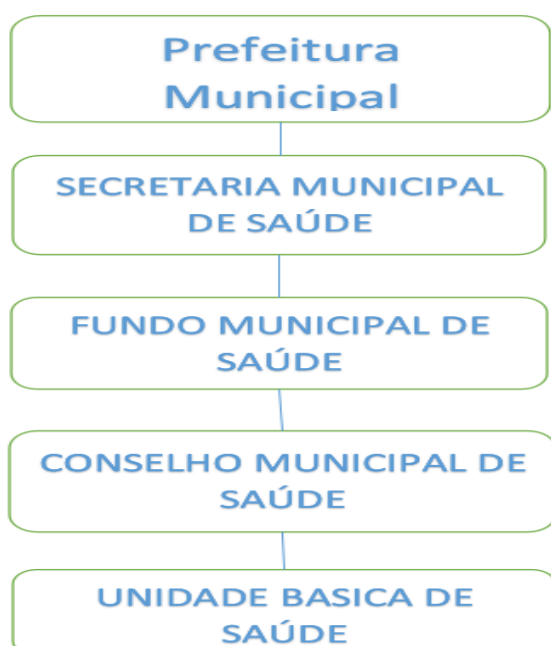 Prefeitura
Municipal
SECRETARIA MUNICIPAL
DE SAÚDE
FUNDO MUNICIPAL DE
SAÚDE
CONSELHO MUNICIPAL DE
SAÚDE
UNIDADE BASICA DE
SAÚDE